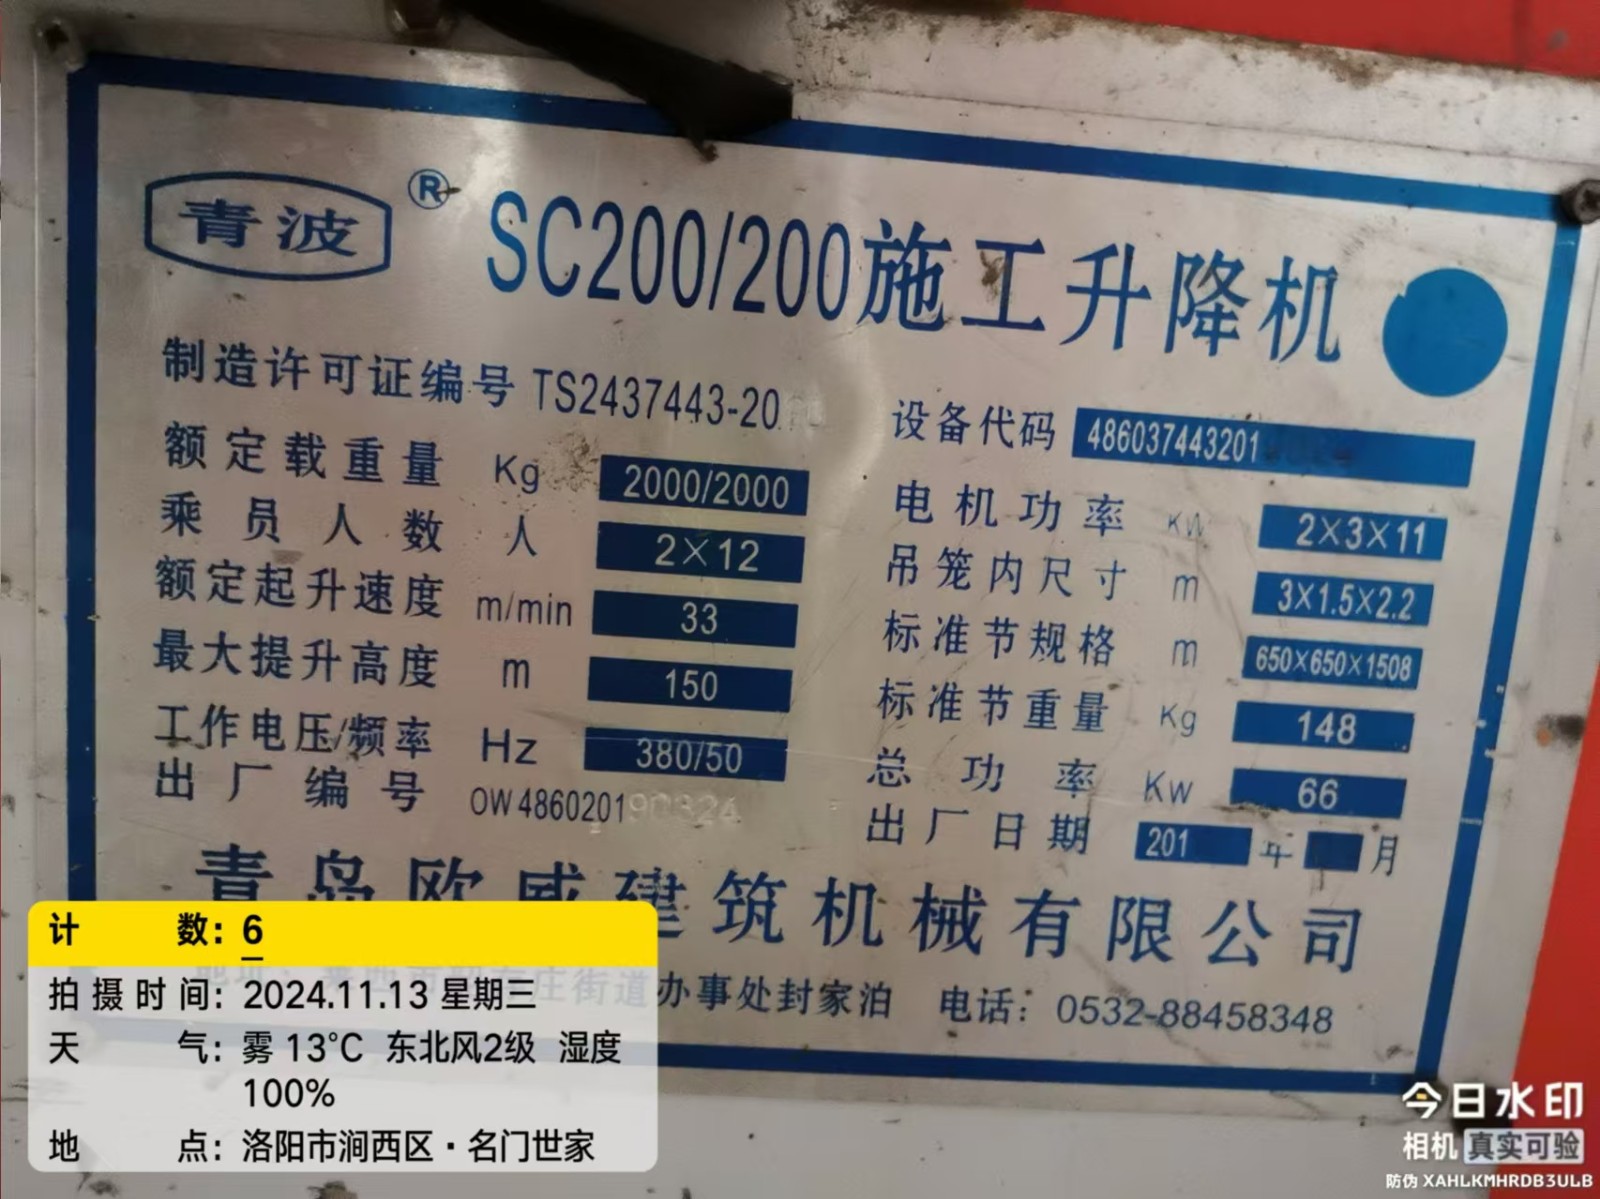 青波® SC200/200施工升降机
制造许可证编号 TS2437443-20
设备代码 486037443201
额定载重量 Kg 2000/2000
电机功率 KW 2×3×11
乘员人数 人 2×12
吊笼内尺寸 m 3×1.5×2.2
额定起升速度 m/min 33
标准节规格 m 650×650×1508
最大提升高度 m 150
标准节重量 Kg 148
工作电压/频率 Hz 380/50
总功率 Kw 66
出厂编号 OW486020190324
出厂日期 201 年 月
青岛欧威建筑机械有限公司
街道办事处封家泊 电话：0532-88458348
计数：6
拍摄时间：2024.11.13 星期三
天气：雾 13℃ 东北风2级 湿度
100%
地点：洛阳市涧西区·名门世家
今日水印
相机 真实可验
防伪 XAHLKMHRDB3ULB